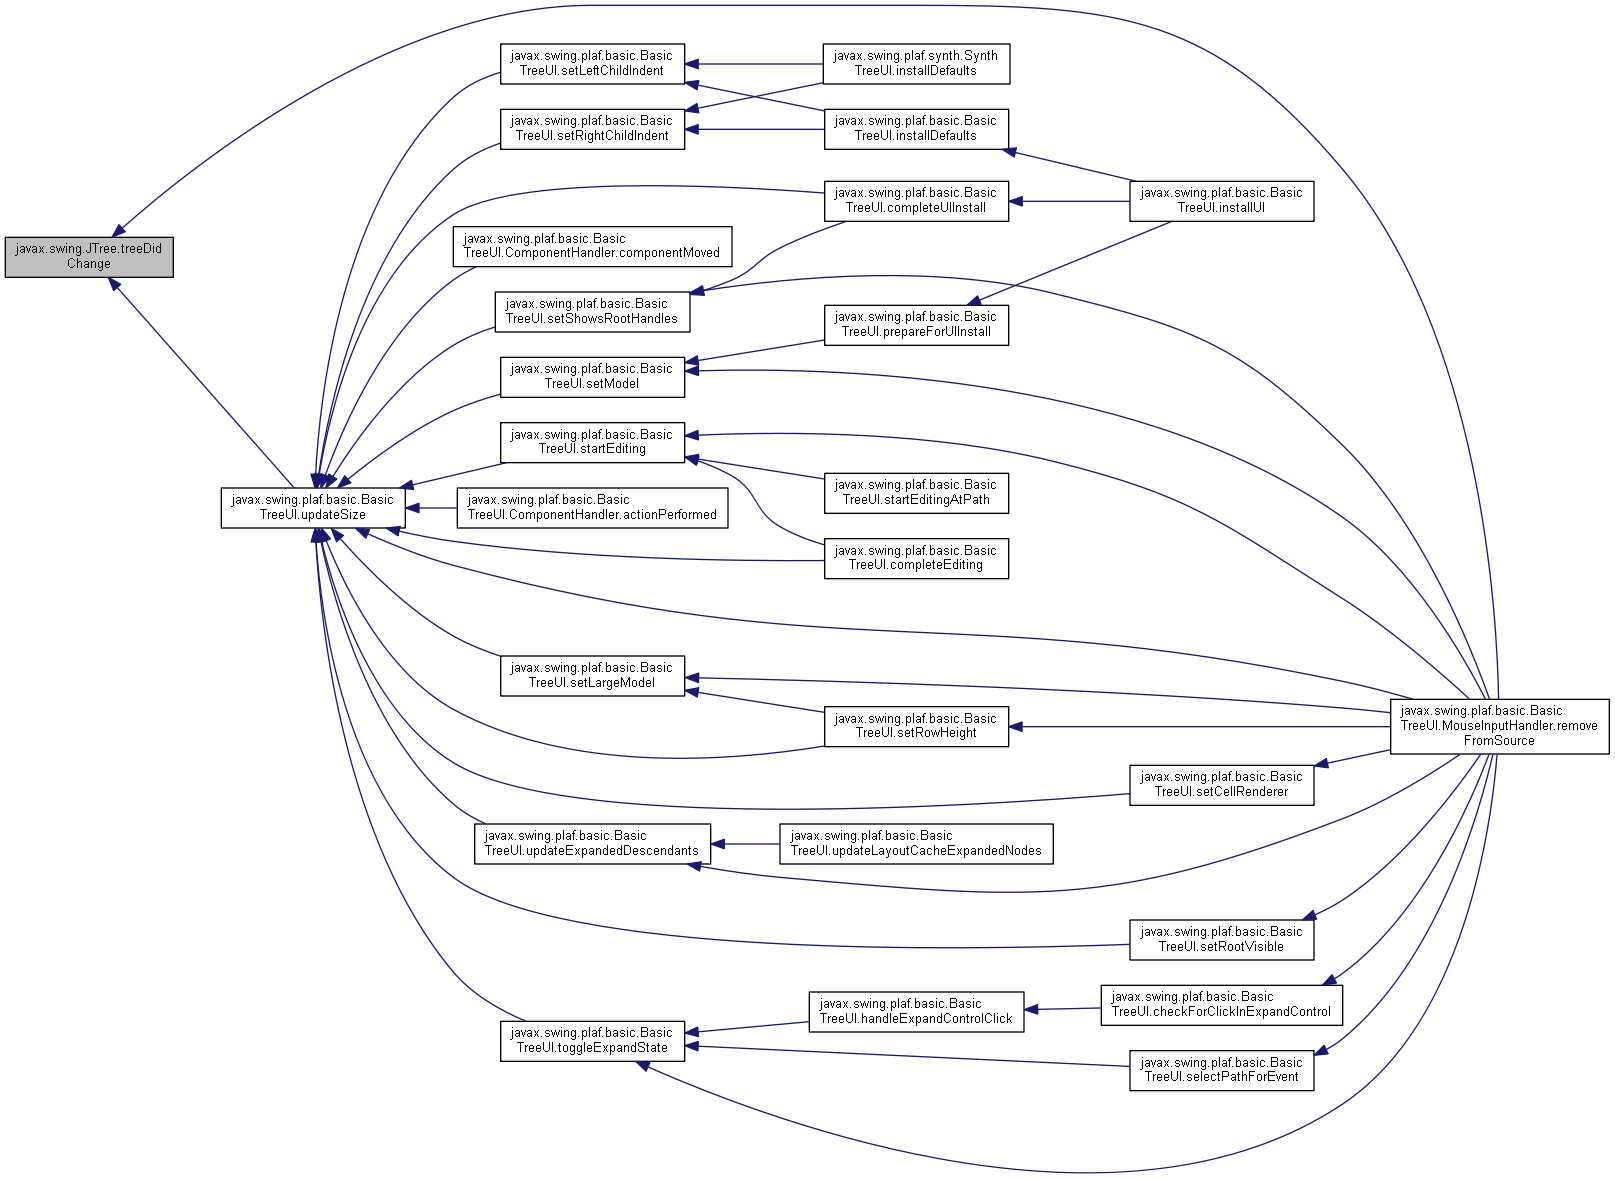 javax.swing.JTree.treeDid
Change
javax.swing.plaf.basic.Basic
TreeUI.updateSize
javax.swing.plaf.basic.Basic
TreeUI.setLeftChildIndent
javax.swing.plaf.basic.Basic
TreeUI.setRightChildIndent
javax.swing.plaf.basic.Basic
TreeUI.ComponentHandler.componentMoved
javax.swing.plaf.basic.Basic
TreeUI.setShowsRootHandles
javax.swing.plaf.basic.Basic
TreeUI.setModel
javax.swing.plaf.basic.Basic
TreeUI.startEditing
javax.swing.plaf.basic.Basic
TreeUI.ComponentHandler.actionPerformed
javax.swing.plaf.basic.Basic
TreeUI.setLargeModel
javax.swing.plaf.basic.Basic
TreeUI.updateExpandedDescendants
javax.swing.plaf.basic.Basic
TreeUI.toggleExpandState
javax.swing.plaf.synth.Synth
TreeUI.installDefaults
javax.swing.plaf.basic.Basic
TreeUI.installDefaults
javax.swing.plaf.basic.Basic
TreeUI.completeUIInstall
javax.swing.plaf.basic.Basic
TreeUI.prepareForUIInstall
javax.swing.plaf.basic.Basic
TreeUI.startEditingAtPath
javax.swing.plaf.basic.Basic
TreeUI.completeEditing
javax.swing.plaf.basic.Basic
TreeUI.setRowHeight
javax.swing.plaf.basic.Basic
TreeUI.updateLayoutCacheExpandedNodes
javax.swing.plaf.basic.Basic
TreeUI.handleExpandControlClick
javax.swing.plaf.basic.Basic
TreeUI.installUI
javax.swing.plaf.basic.Basic
TreeUI.setCellRenderer
javax.swing.plaf.basic.Basic
TreeUI.setRootVisible
javax.swing.plaf.basic.Basic
TreeUI.checkForClickInExpandControl
javax.swing.plaf.basic.Basic
TreeUI.selectPathForEvent
javax.swing.plaf.basic.Basic
TreeUI.MouseInputHandler.remove
FromSource